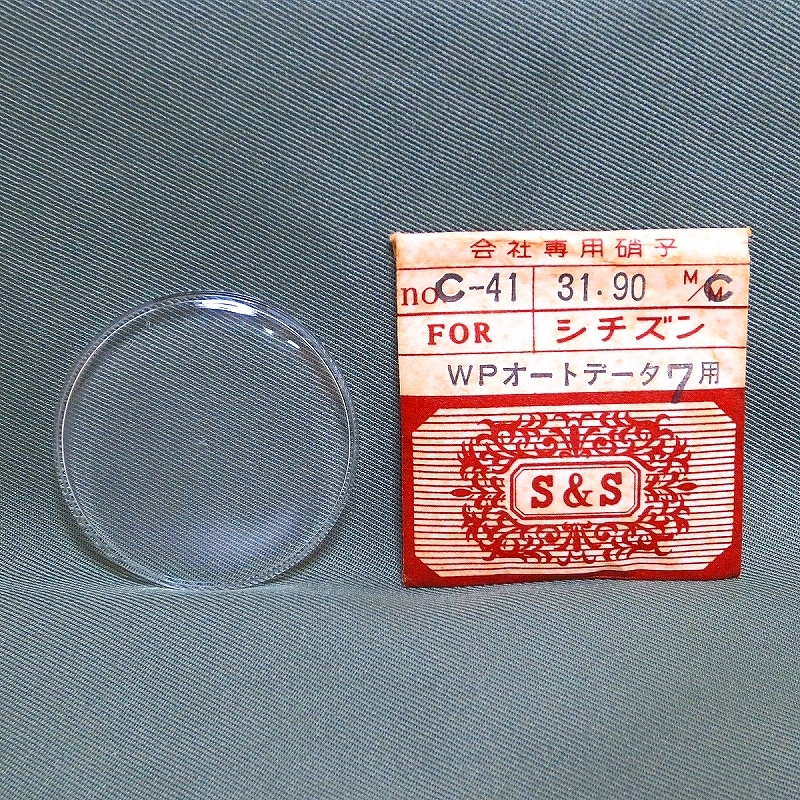 会社専用硝子
no C-41 31.90 M/M C
FOR シチズン
WPオートデータ7用
S&S